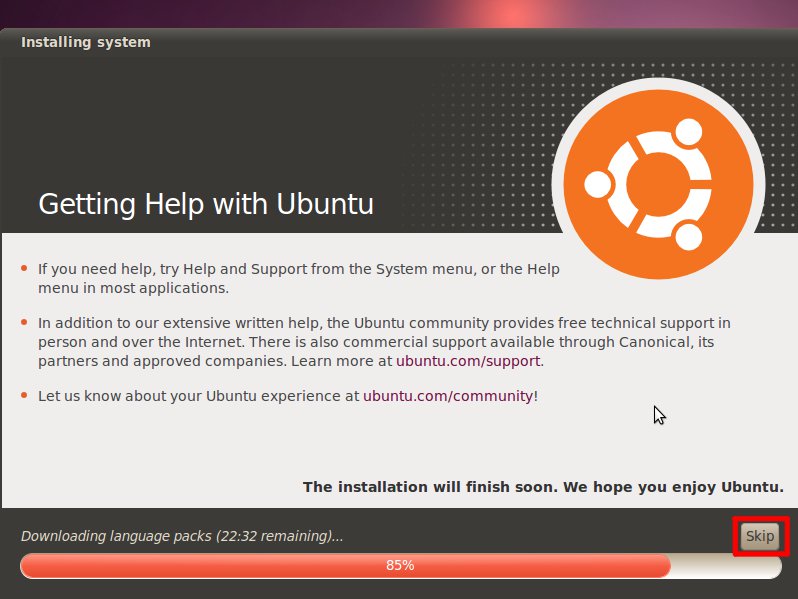 Installing system
Getting Help with Ubuntu
If you need help, try Help and Support from the System menu, or the Help
menu in most applications.
In addition to our extensive written help, the Ubuntu community provides free technical support in
person and over the Internet. There is also commercial support available through Canonical, its
partners and approved companies. Learn more at ubuntu.com/support.
Let us know about your Ubuntu experience at ubuntu.com/community!
The installation will finish soon. We hope you enjoy Ubuntu.
Downloading language packs (22:32 remaining)...
Skip
85%